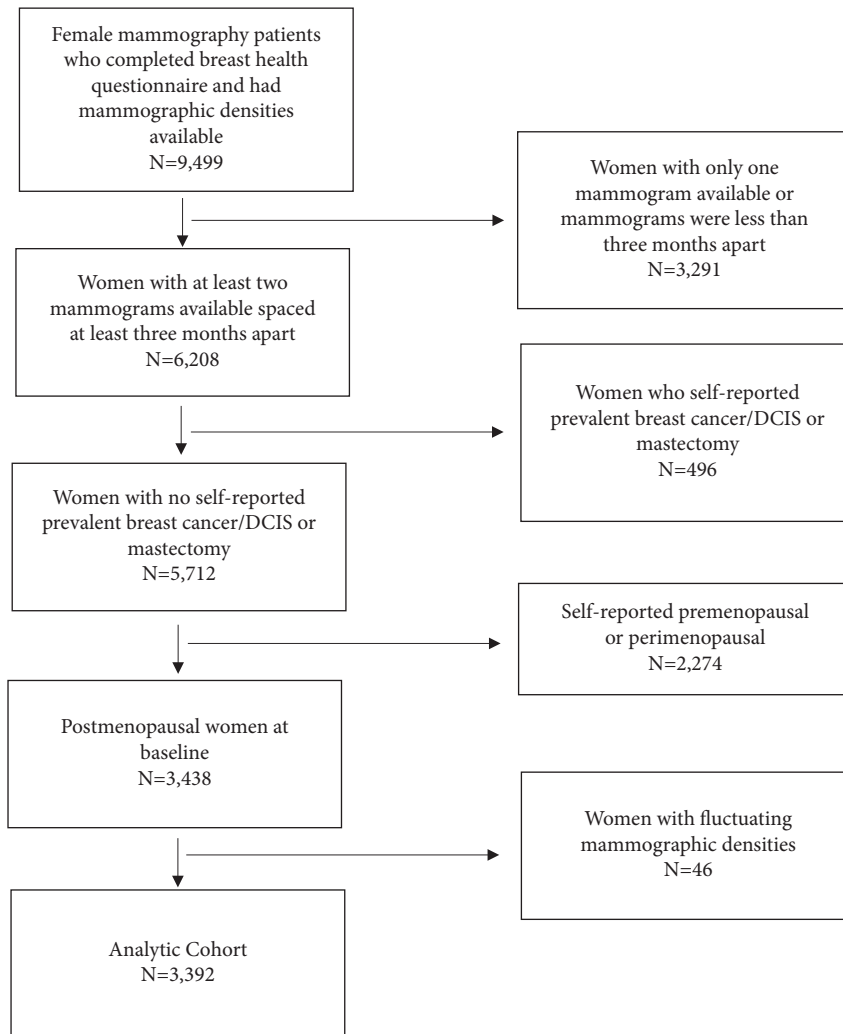 Female mammography patients
who completed breast health
questionnaire and had
mammographic densities
available
N=9,499
Women with only one
mammogram available or
mammograms were less than
three months apart
N=3,291
Women with at least two
mammograms available spaced
at least three months apart
N=6,208
Women who self-reported
prevalent breast cancer/DCIS or
mastectomy
N=496
Women with no self-reported
prevalent breast cancer/DCIS or
mastectomy
N=5,712
Self-reported premenopausal
or perimenopausal
N=2,274
Postmenopausal women at
baseline
N=3,438
Women with fluctuating
mammographic densities
N=46
Analytic Cohort
N=3,392